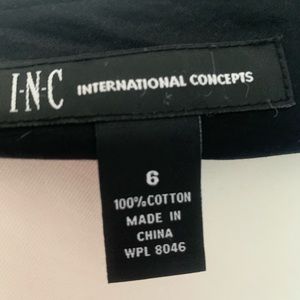 I·N·C INTERNATIONAL CONCEPTS
6
100% COTTON
MADE IN
CHINA
WPL 8046